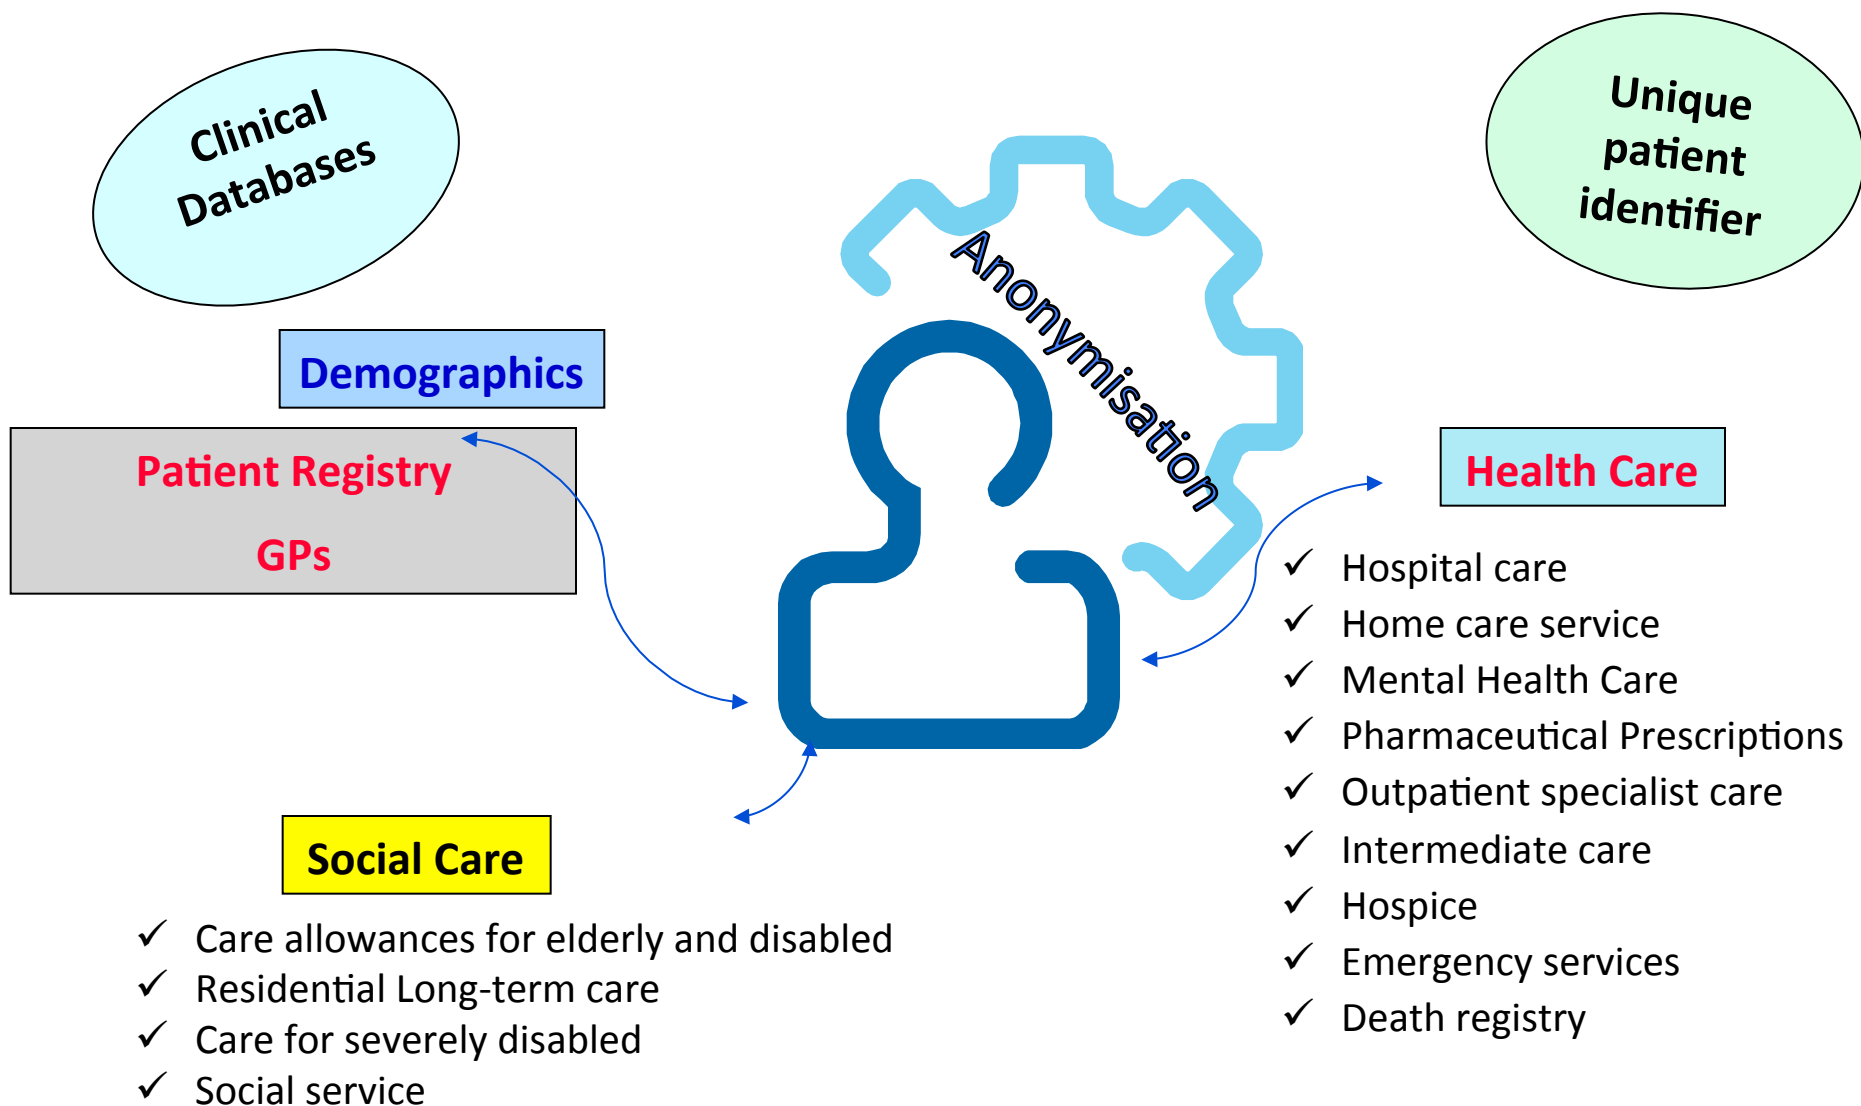 Clinical
Databases
Unique
patient
identifier
Anonymisation
Demographics
Patient Registry
GPs
Health Care
✓ Hospital care
✓ Home care service
✓ Mental Health Care
✓ Pharmaceutical Prescriptions
✓ Outpatient specialist care
✓ Intermediate care
✓ Hospice
✓ Emergency services
✓ Death registry
Social Care
✓ Care allowances for elderly and disabled
✓ Residential Long-term care
✓ Care for severely disabled
✓ Social service